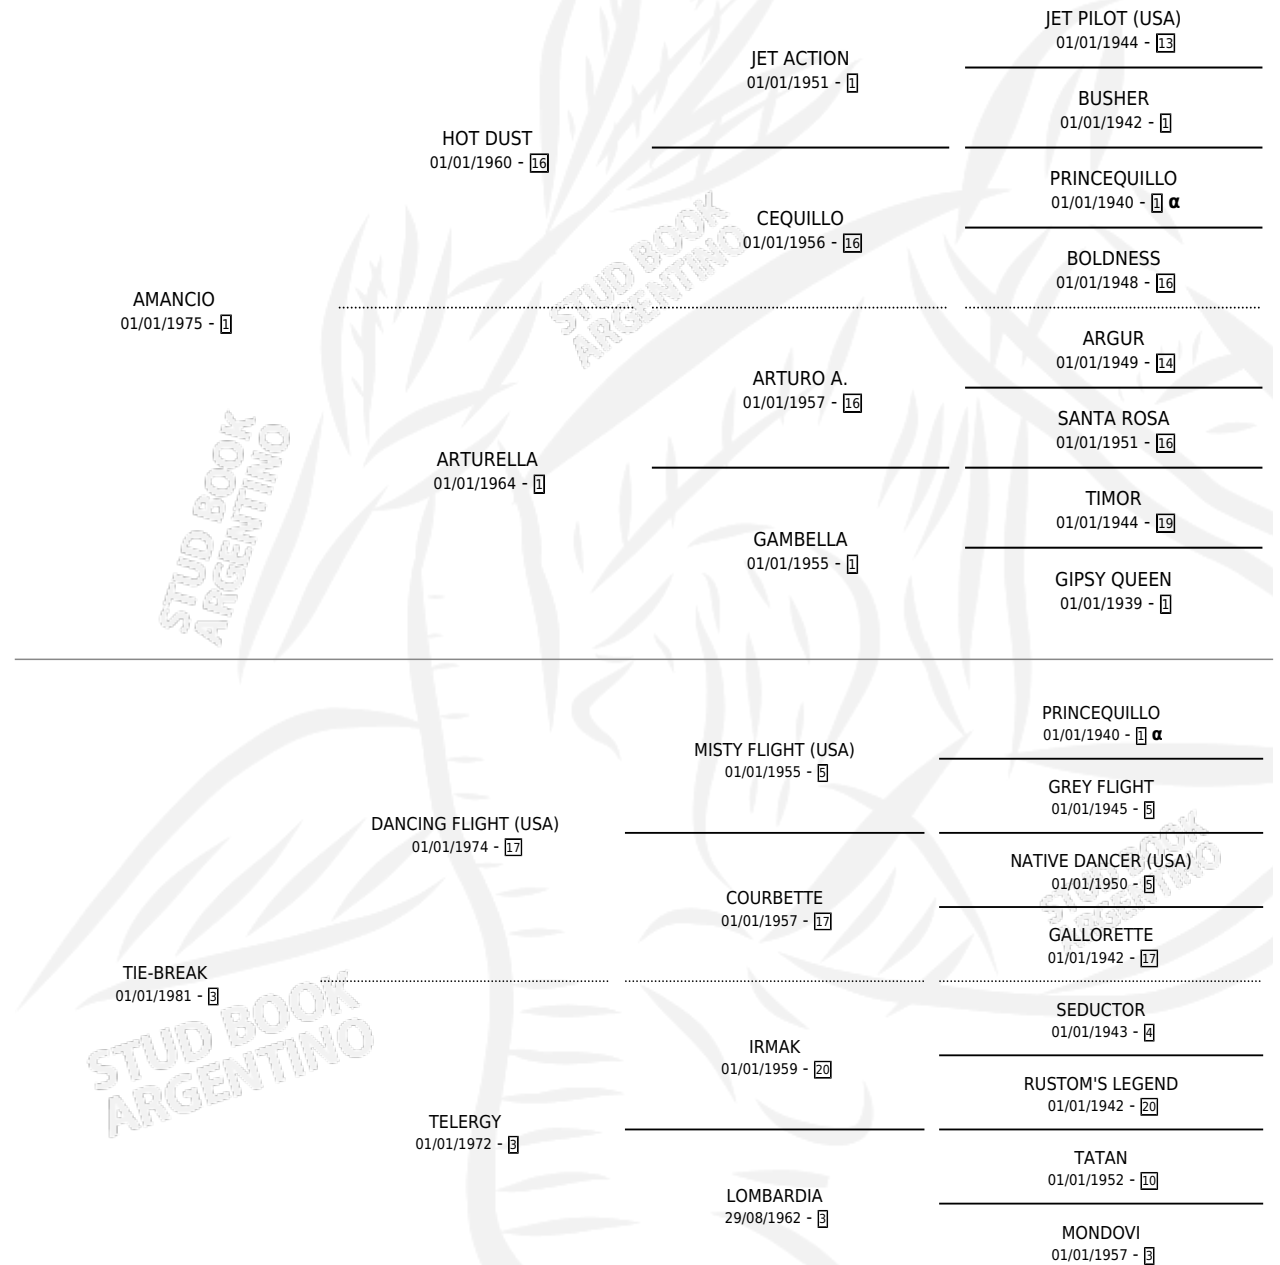 JET PILOT (USA)
01/01/1944 - 13
JET ACTION
01/01/1951 - 1
BUSHER
01/01/1942 - 1
HOT DUST
01/01/1960 - 16
PRINCEQUILLO
01/01/1940 - 1 α
CEQUILLO
01/01/1956 - 16
BOLDNESS
01/01/1948 - 16
STUD BOOK
ARGENTINO
AMANCIO
01/01/1975 - 1
ARGUR
01/01/1949 - 14
ARTURO A.
01/01/1957 - 16
SANTA ROSA
01/01/1951 - 16
ARTURELLA
01/01/1964 - 1
TIMOR
01/01/1944 - 19
GAMBELLA
01/01/1955 - 1
GIPSY QUEEN
01/01/1939 - 1
STUD BOOK
ARGENTINO
PRINCEQUILLO
01/01/1940 - 1 α
MISTY FLIGHT (USA)
01/01/1955 - 5
GREY FLIGHT
01/01/1945 - 5
DANCING FLIGHT (USA)
01/01/1974 - 17
NATIVE DANCER (USA)
01/01/1950 - 5
COURBETTE
01/01/1957 - 17
GALLORETTE
01/01/1942 - 17
STUD BOOK
ARGENTINO
TIE-BREAK
01/01/1981 - 3
SEDUCTOR
01/01/1943 - 4
IRMAK
01/01/1959 - 20
RUSTOM'S LEGEND
01/01/1942 - 20
STUD BOOK
ARGENTINO
TELERGY
01/01/1972 - 3
TATAN
01/01/1952 - 10
LOMBARDIA
29/08/1962 - 3
MONDOVI
01/01/1957 - 3